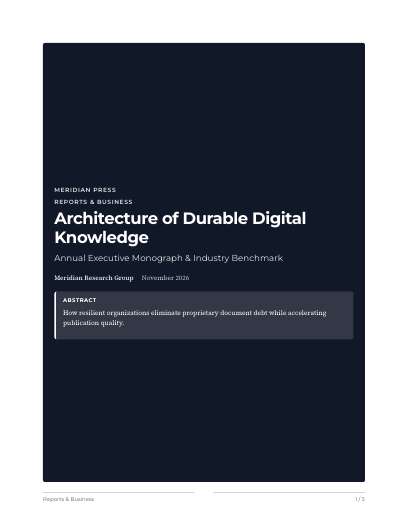 MERIDIAN PRESS
REPORTS & BUSINESS
Architecture of Durable Digital
Knowledge
Annual Executive Monograph & Industry Benchmark
Meridian Research Group November 2026
ABSTRACT
How resilient organizations eliminate proprietary document debt while accelerating
publication quality.
Reports & Business 1 / 5